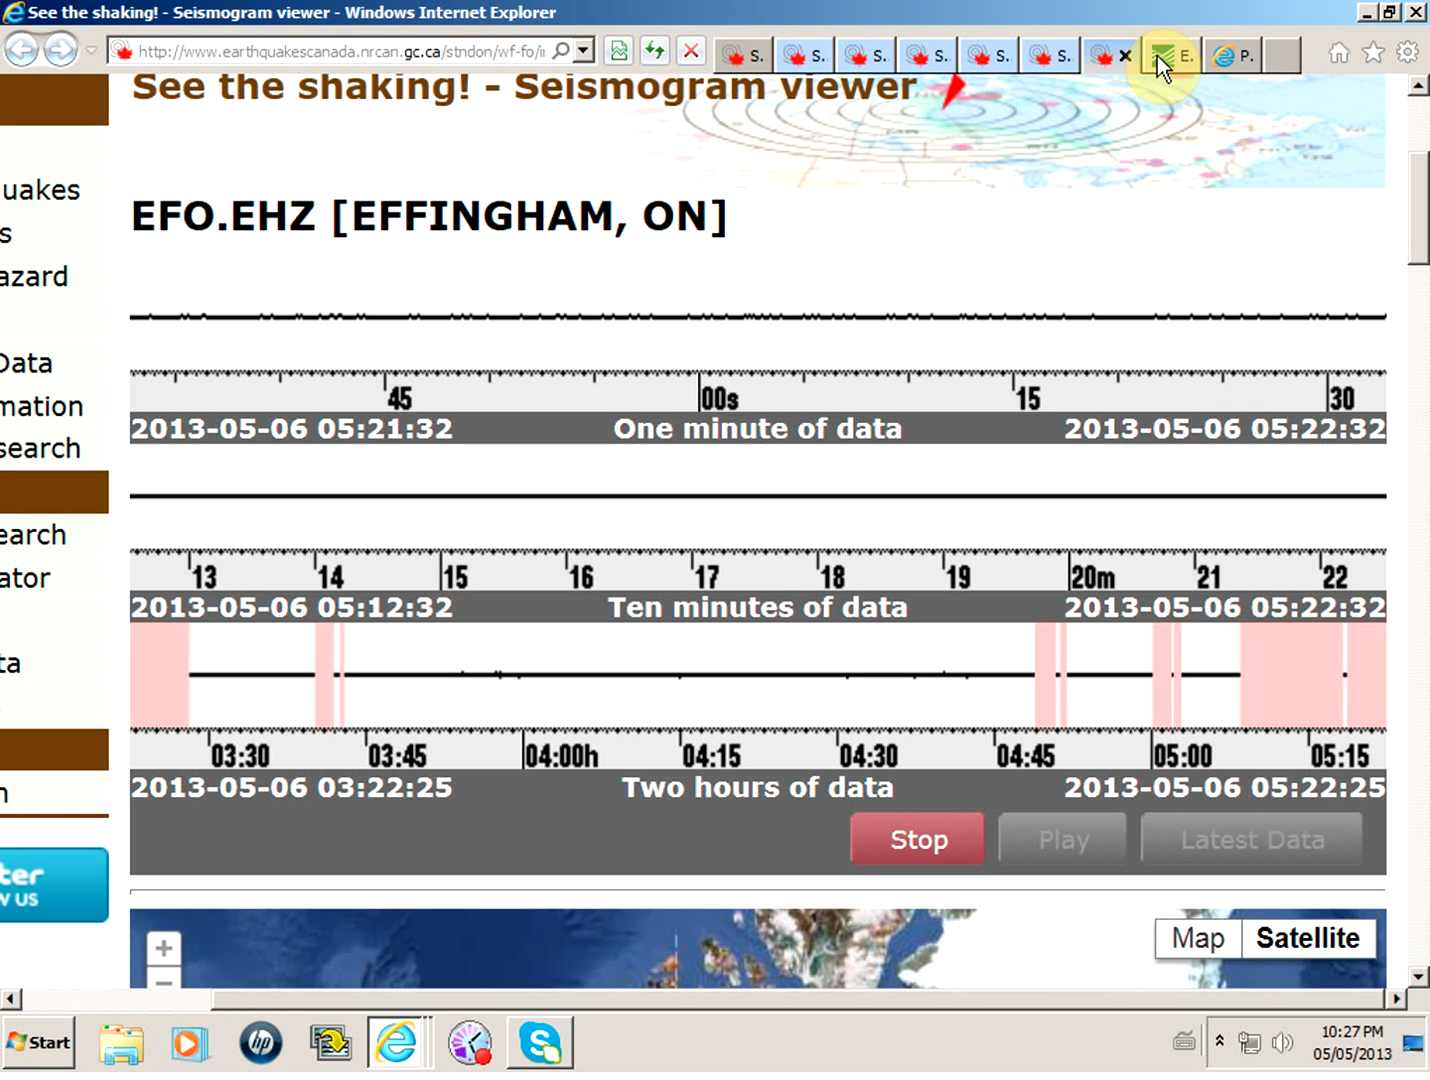 See the shaking! - Seismogram viewer - Windows Internet Explorer
http://www.earthquakescanada.nrcan.gc.ca/stndon/wf-fo/
S. S. S. S. S. S. E. P.
See the shaking! - Seismogram viewer
EFO.EHZ [EFFINGHAM, ON]
uakes
s
azard
Data
mation
search
earch
ator
ta
n
ter
w us
45 00s 15 30
2013-05-06 05:21:32 One minute of data 2013-05-06 05:22:32
13 14 15 16 17 18 19 20m 21 22
2013-05-06 05:12:32 Ten minutes of data 2013-05-06 05:22:32
03:30 03:45 04:00h 04:15 04:30 04:45 05:00 05:15
2013-05-06 03:22:25 Two hours of data 2013-05-06 05:22:25
Stop Play Latest Data
Map Satellite
Start
hp
10:27 PM
05/05/2013